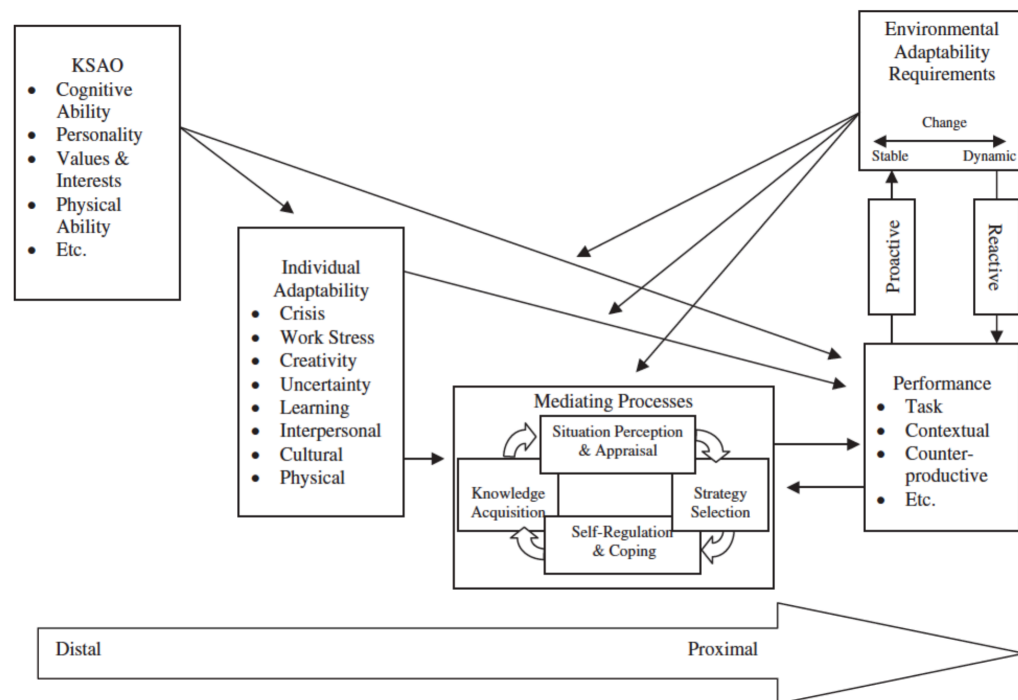 KSAO
• Cognitive
Ability
• Personality
• Values &
Interests
• Physical
Ability
• Etc.
Individual
Adaptability
• Crisis
• Work Stress
• Creativity
• Uncertainty
• Learning
• Interpersonal
• Cultural
• Physical
Mediating Processes
Situation Perception
& Appraisal
Knowledge
Acquisition
Strategy
Selection
Self-Regulation
& Coping
Environmental
Adaptability
Requirements
Change
Stable
Dynamic
Proactive
Reactive
Performance
• Task
• Contextual
• Counter-
productive
• Etc.
Distal
Proximal